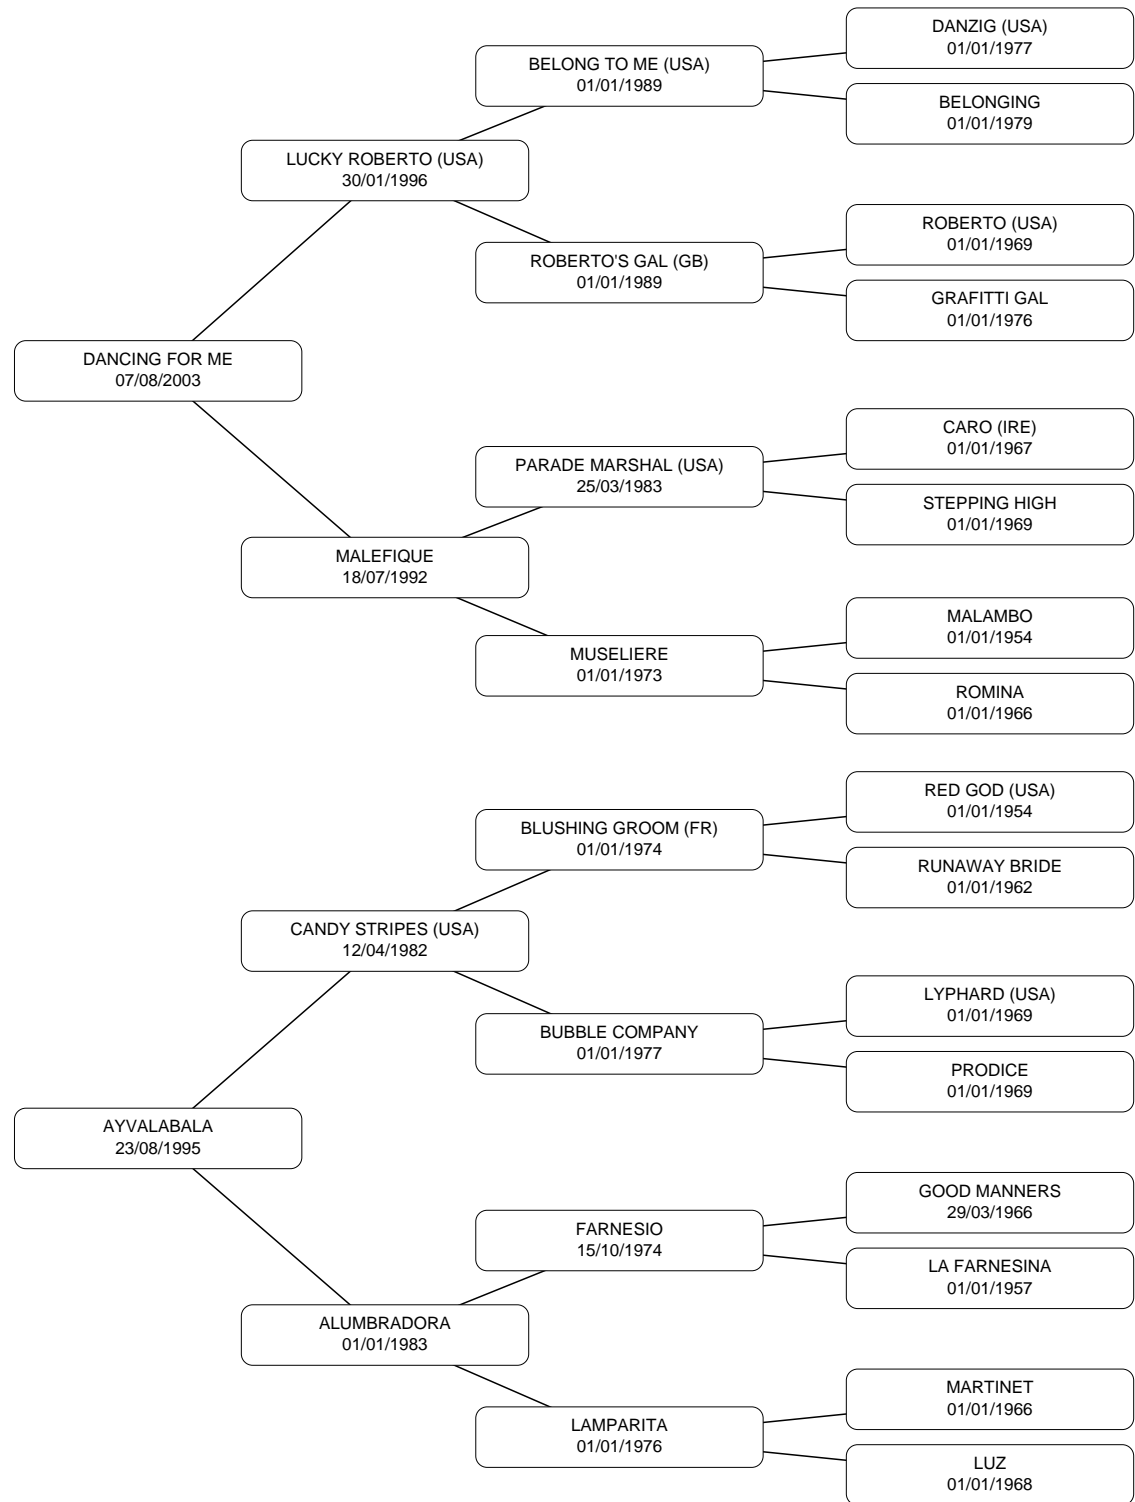 DANZIG (USA)
01/01/1977
BELONG TO ME (USA)
01/01/1989
BELONGING
01/01/1979
LUCKY ROBERTO (USA)
30/01/1996
ROBERTO (USA)
01/01/1969
ROBERTO'S GAL (GB)
01/01/1989
GRAFITTI GAL
01/01/1976
DANCING FOR ME
07/08/2003
CARO (IRE)
01/01/1967
PARADE MARSHAL (USA)
25/03/1983
STEPPING HIGH
01/01/1969
MALEFIQUE
18/07/1992
MALAMBO
01/01/1954
MUSELIERE
01/01/1973
ROMINA
01/01/1966
RED GOD (USA)
01/01/1954
BLUSHING GROOM (FR)
01/01/1974
RUNAWAY BRIDE
01/01/1962
CANDY STRIPES (USA)
12/04/1982
LYPHARD (USA)
01/01/1969
BUBBLE COMPANY
01/01/1977
PRODICE
01/01/1969
AYVALABALA
23/08/1995
GOOD MANNERS
29/03/1966
FARNESIO
15/10/1974
LA FARNESINA
01/01/1957
ALUMBRADORA
01/01/1983
MARTINET
01/01/1966
LAMPARITA
01/01/1976
LUZ
01/01/1968